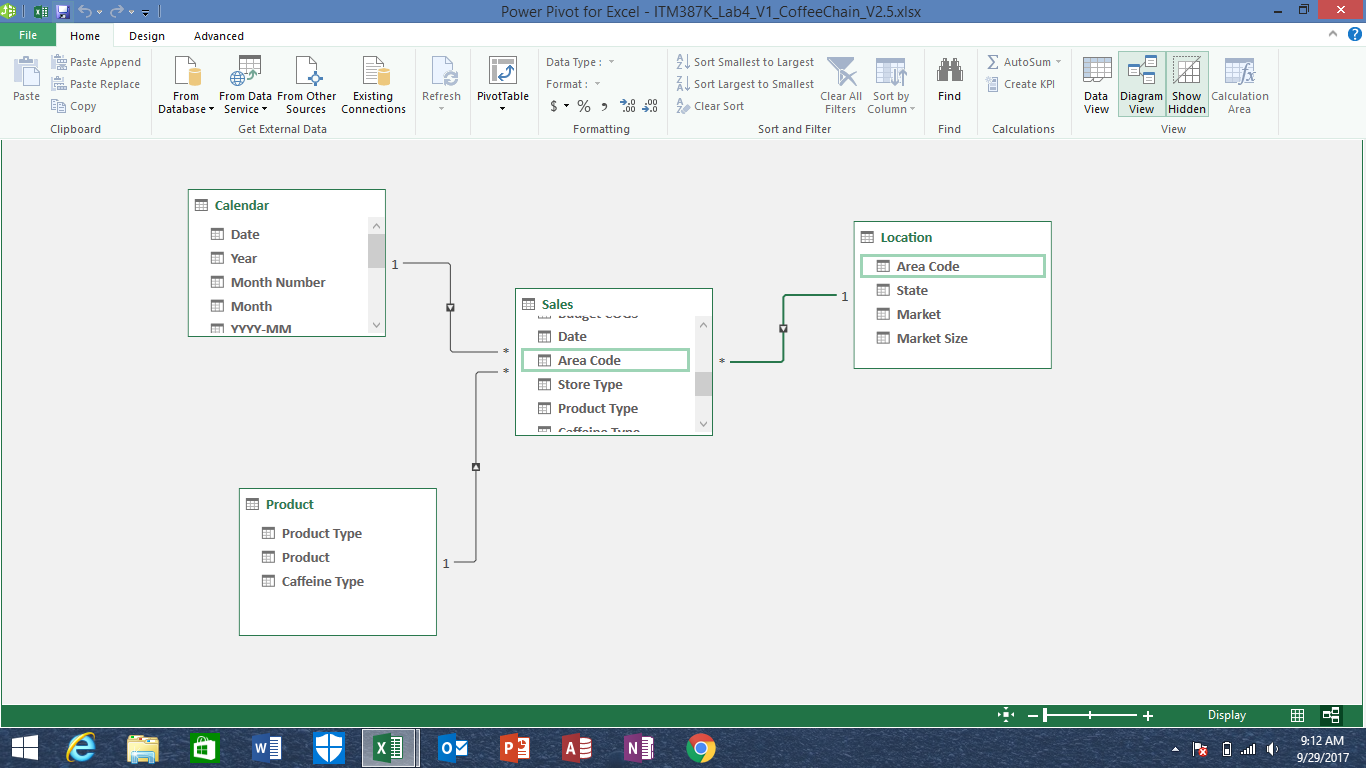 Power Pivot for Excel - ITM387K_Lab4_V1_CoffeeChain_V2.5.xlsx
File Home Design Advanced
Paste
Paste Append
Paste Replace
Copy
Clipboard
From Database
From Data Service
From Other Sources
Existing Connections
Get External Data
Refresh
PivotTable
Data Type :
Format :
$ % , .00 .00
Formatting
Sort Smallest to Largest
Sort Largest to Smallest
Clear Sort
Clear All Filters
Sort by Column
Sort and Filter
Find
Find
AutoSum
Create KPI
Calculations
Data View
Diagram View
Show Hidden
Calculation Area
View
Calendar
Date
Year
Month Number
Month
YYYY-MM
1
*
Sales
Budget COGS
Date
Area Code
Store Type
Product Type
Caffeine Type
*
*
1
Location
Area Code
State
Market
Market Size
Product
Product Type
Product
Caffeine Type
1
Display
9:12 AM
9/29/2017